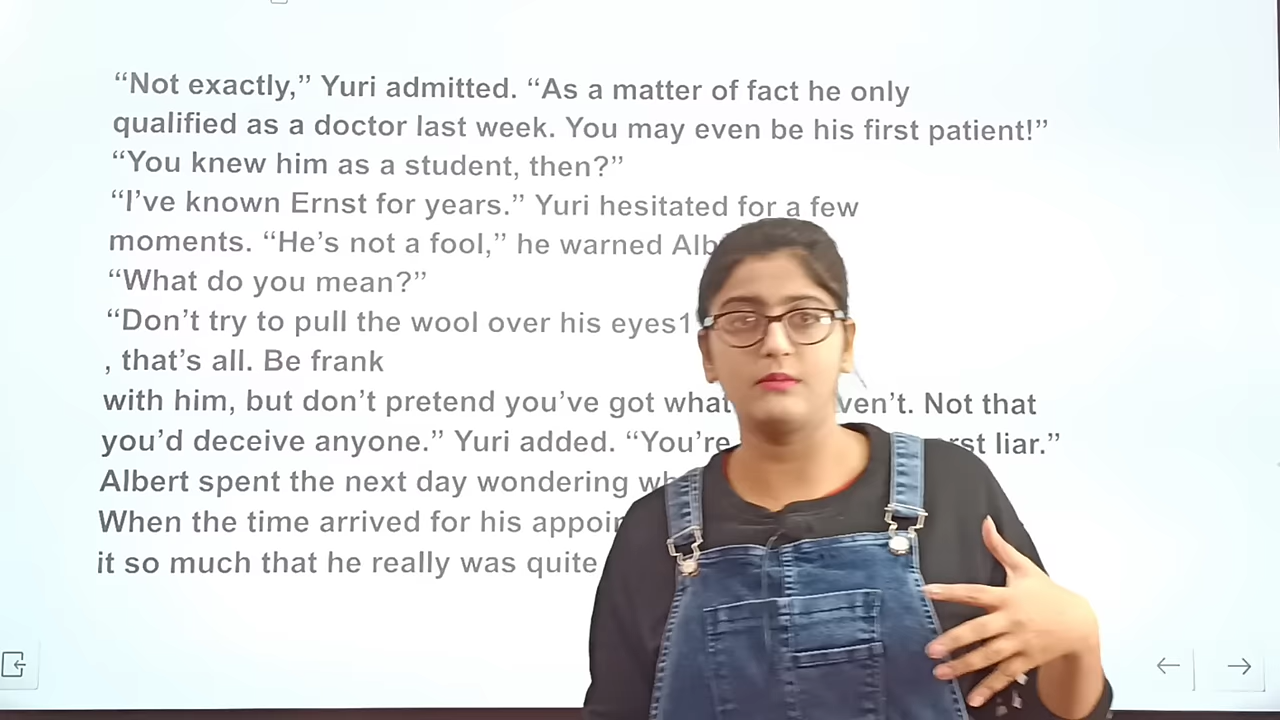 “Not exactly,” Yuri admitted. “As a matter of fact he only
qualified as a doctor last week. You may even be his first patient!”
“You knew him as a student, then?”
“I’ve known Ernst for years.” Yuri hesitated for a few
moments. “He’s not a fool,” he warned
“What do you mean?”
“Don’t try to pull the wool over his eyes1
, that’s all. Be frank
with him, but don’t pretend you’ve got what Not that
you’d deceive anyone.” Yuri added. “You’re liar.”
Albert spent the next day wondering
When the time arrived for his
it so much that he really was quite